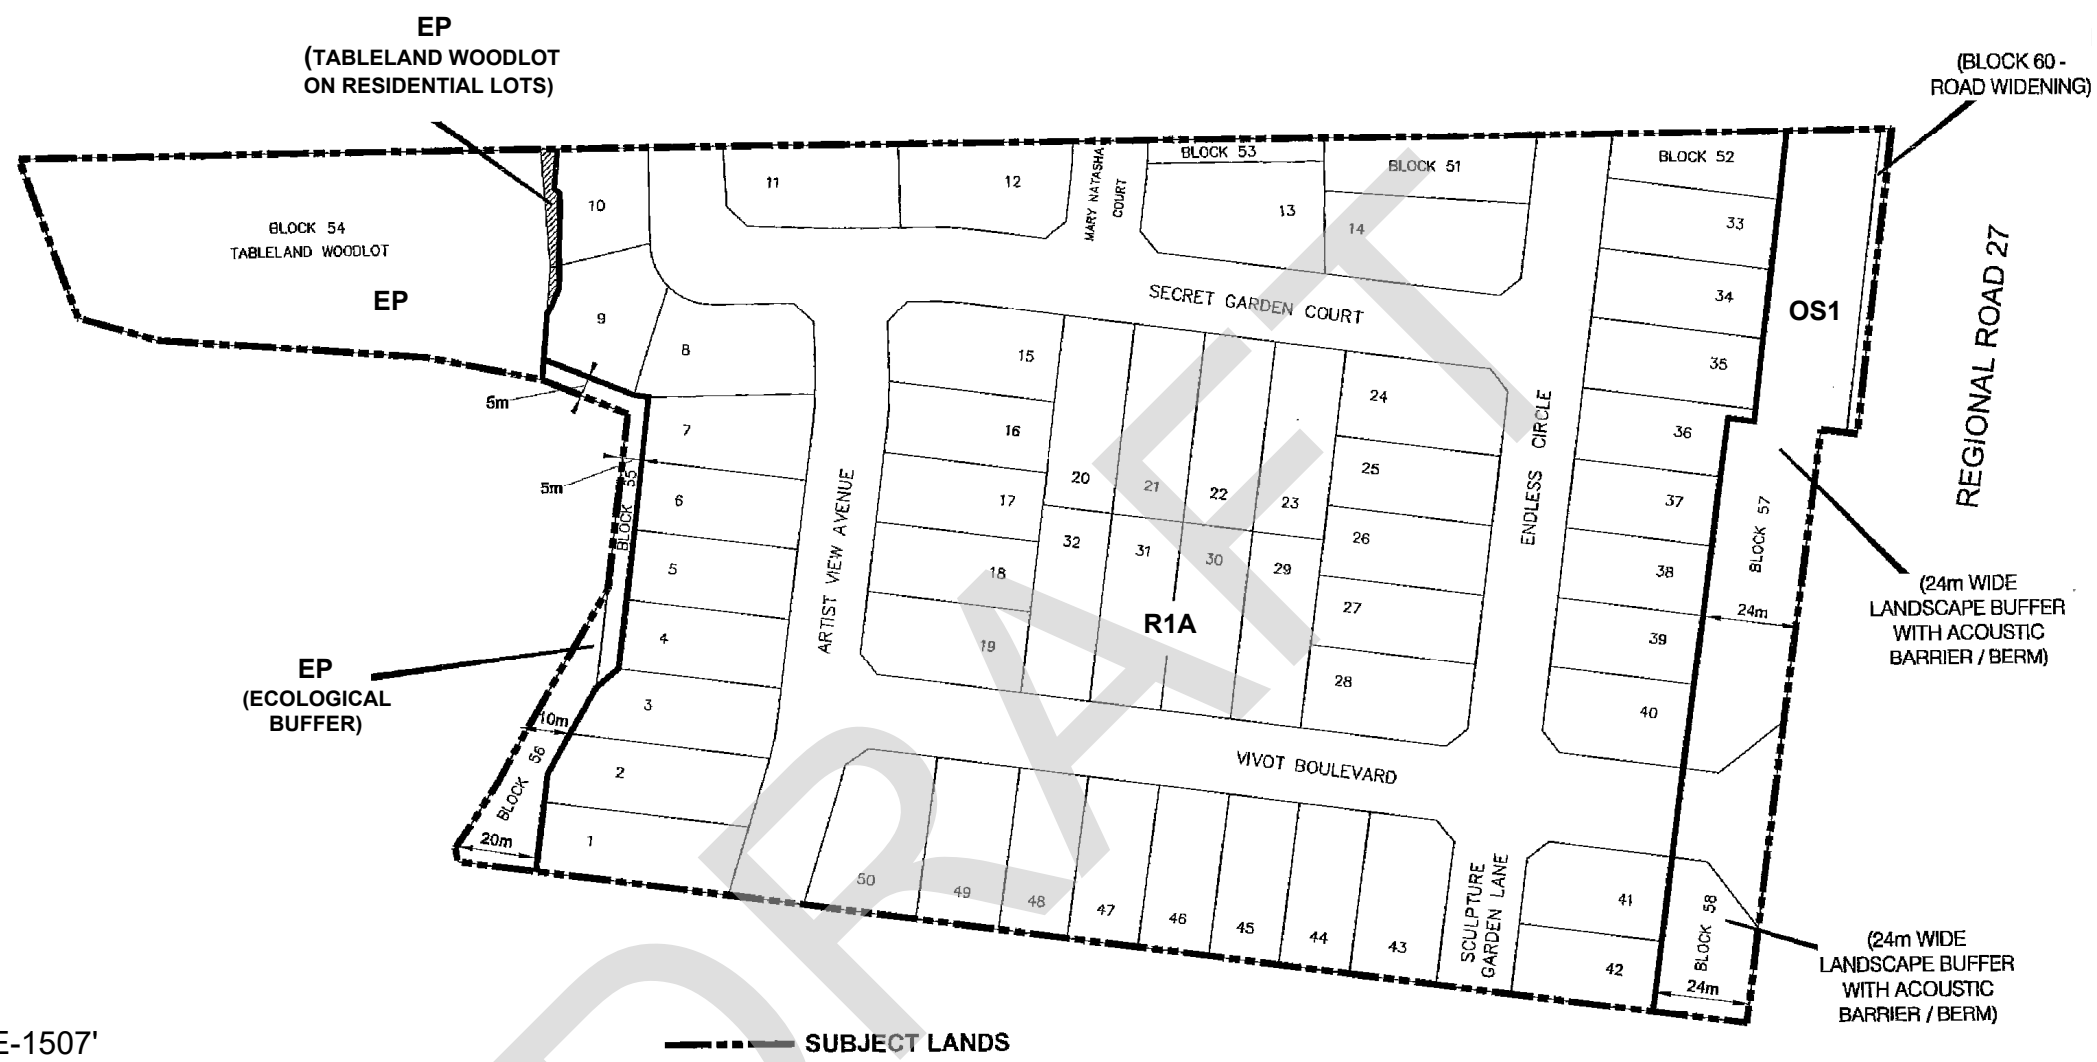 EP
(TABLELAND WOODLOT
ON RESIDENTIAL LOTS)
(BLOCK 60 -
ROAD WIDENING)
BLOCK 54
TABLELAND WOODLOT
EP
10
11
12
MARY NATASHA
COURT
BLOCK 53
13
BLOCK 51
14
BLOCK 52
33
34
35
OS1
REGIONAL ROAD 27
SECRET GARDEN COURT
9
8
5m
5m
BLOCK 55
7
6
5
4
3
2
1
ARTIST VIEW AVENUE
15
16
17
18
19
20
21
22
23
24
25
26
27
28
32
31
30
29
R1A
ENDLESS CIRCLE
36
37
38
39
40
BLOCK 57
24m
(24m WIDE
LANDSCAPE BUFFER
WITH ACOUSTIC
BARRIER / BERM)
EP
(ECOLOGICAL
BUFFER)
10m
BLOCK 56
20m
VIVOT BOULEVARD
50
49
48
47
46
45
44
43
SCULPTURE
GARDEN LANE
41
42
BLOCK 58
24m
(24m WIDE
LANDSCAPE BUFFER
WITH ACOUSTIC
BARRIER / BERM)
E-1507'
SUBJECT LANDS
DRAFT